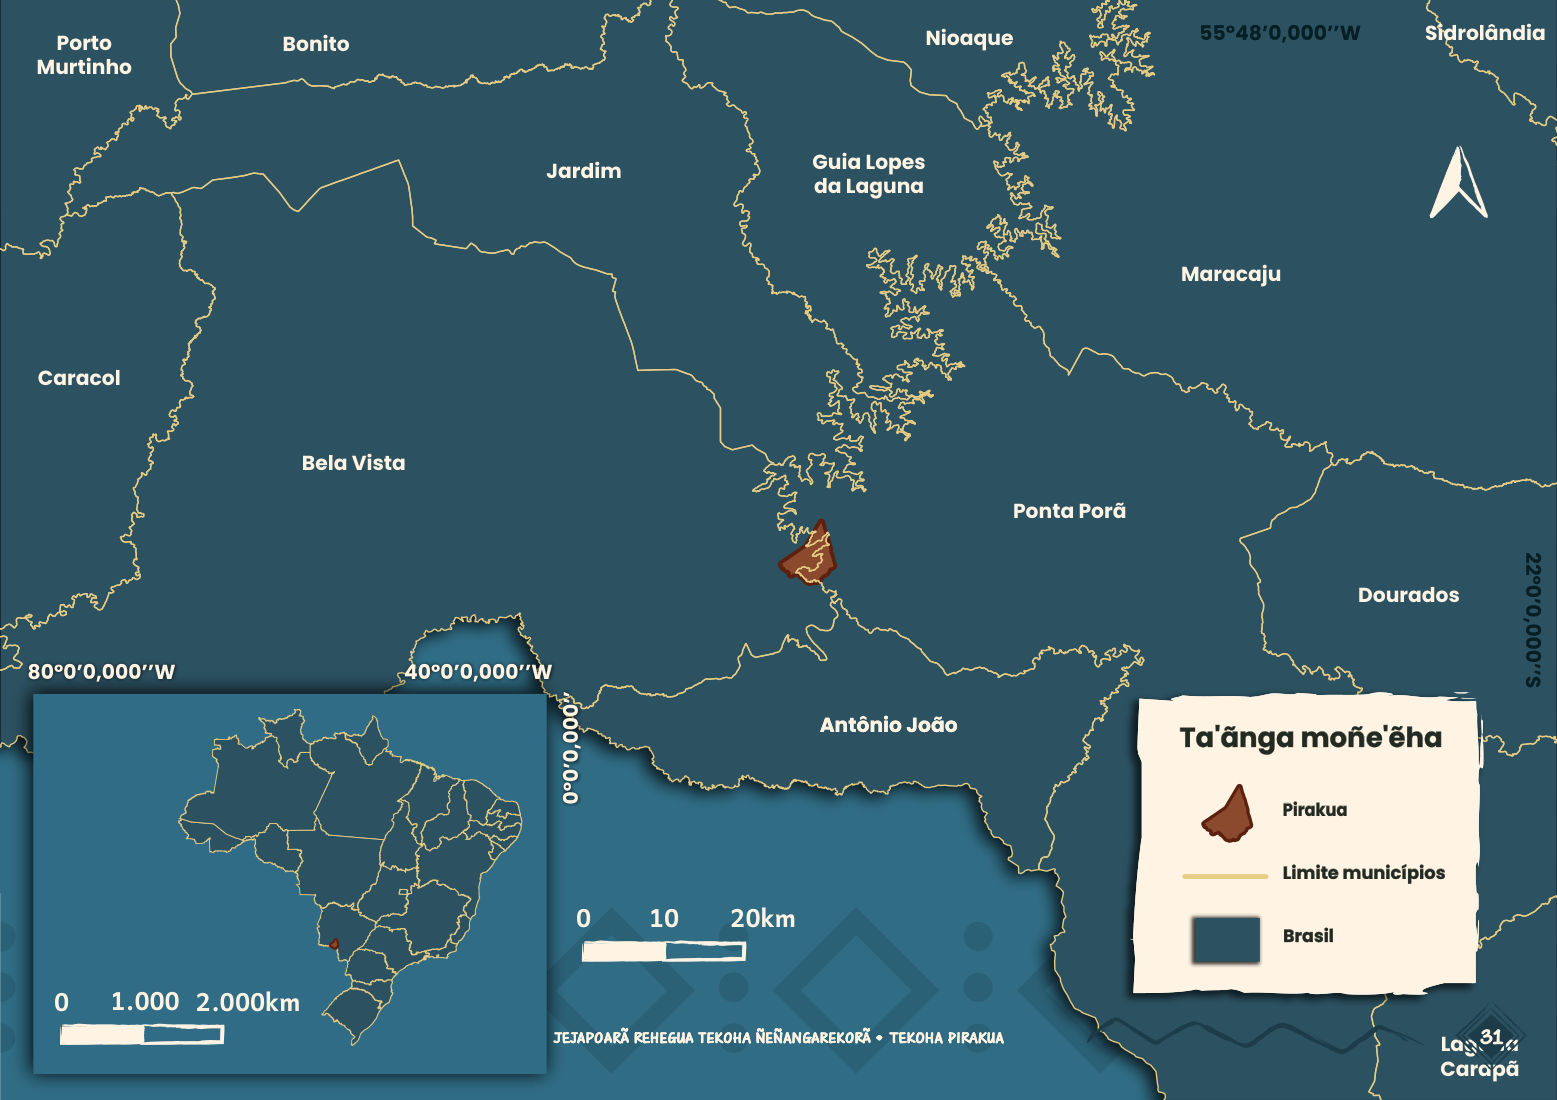 Porto
Murtinho
Bonito
Nioaque
55°48’0,000’’W
Sidrolândia
Jardim
Guia Lopes
da Laguna
Maracaju
Caracol
Bela Vista
Ponta Porã
Dourados
22°0’0,000’’S
80°0’0,000’’W
40°0’0,000’’W
0°0’0,000’’
Antônio João
Ta'ãnga moñe'ẽha
Pirakua
Limite municípios
Brasil
0 10 20km
0 1.000 2.000km
JEJAPOARÃ REHEGUA TEKOHA ÑEÑANGAREKORÃ • TEKOHA PIRAKUA
31
Carapã